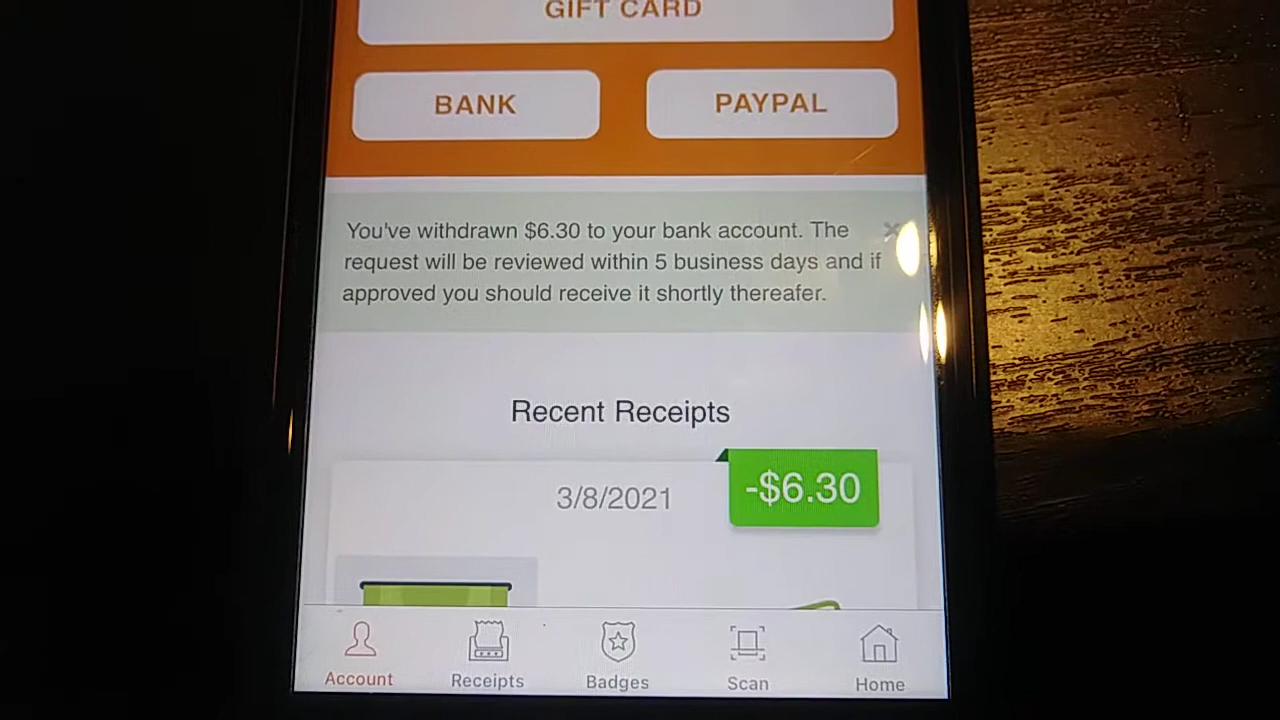 GIFT CARD
BANK
PAYPAL
You've withdrawn $6.30 to your bank account. The
request will be reviewed within 5 business days and if
approved you should receive it shortly thereafer.
Recent Receipts
3/8/2021
-$6.30
Account
Receipts
Badges
Scan
Home